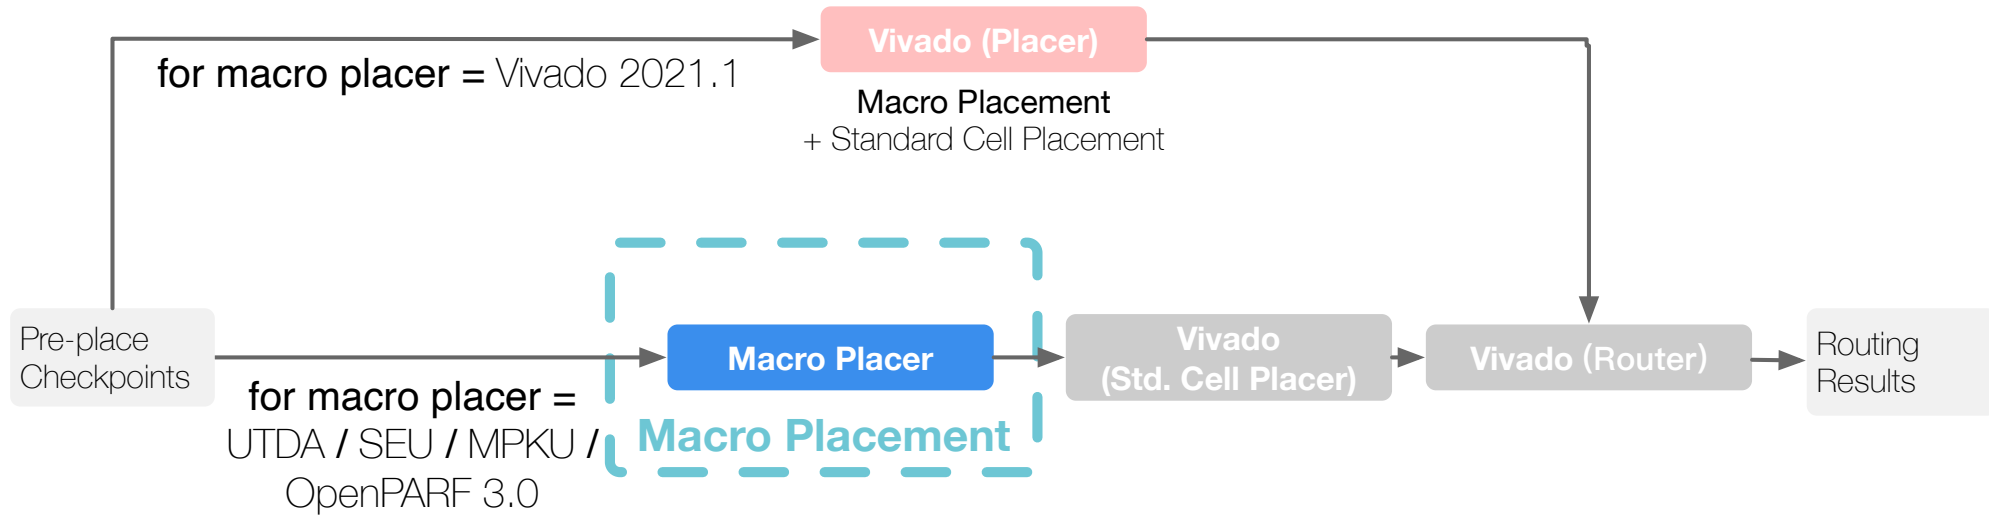 Vivado (Placer)
for macro placer = Vivado 2021.1
Macro Placement
+ Standard Cell Placement
Pre-place
Checkpoints
Macro Placer
Vivado
(Std. Cell Placer)
Vivado (Router)
Routing
Results
for macro placer =
UTDA / SEU / MPKU /
OpenPARF 3.0
Macro Placement